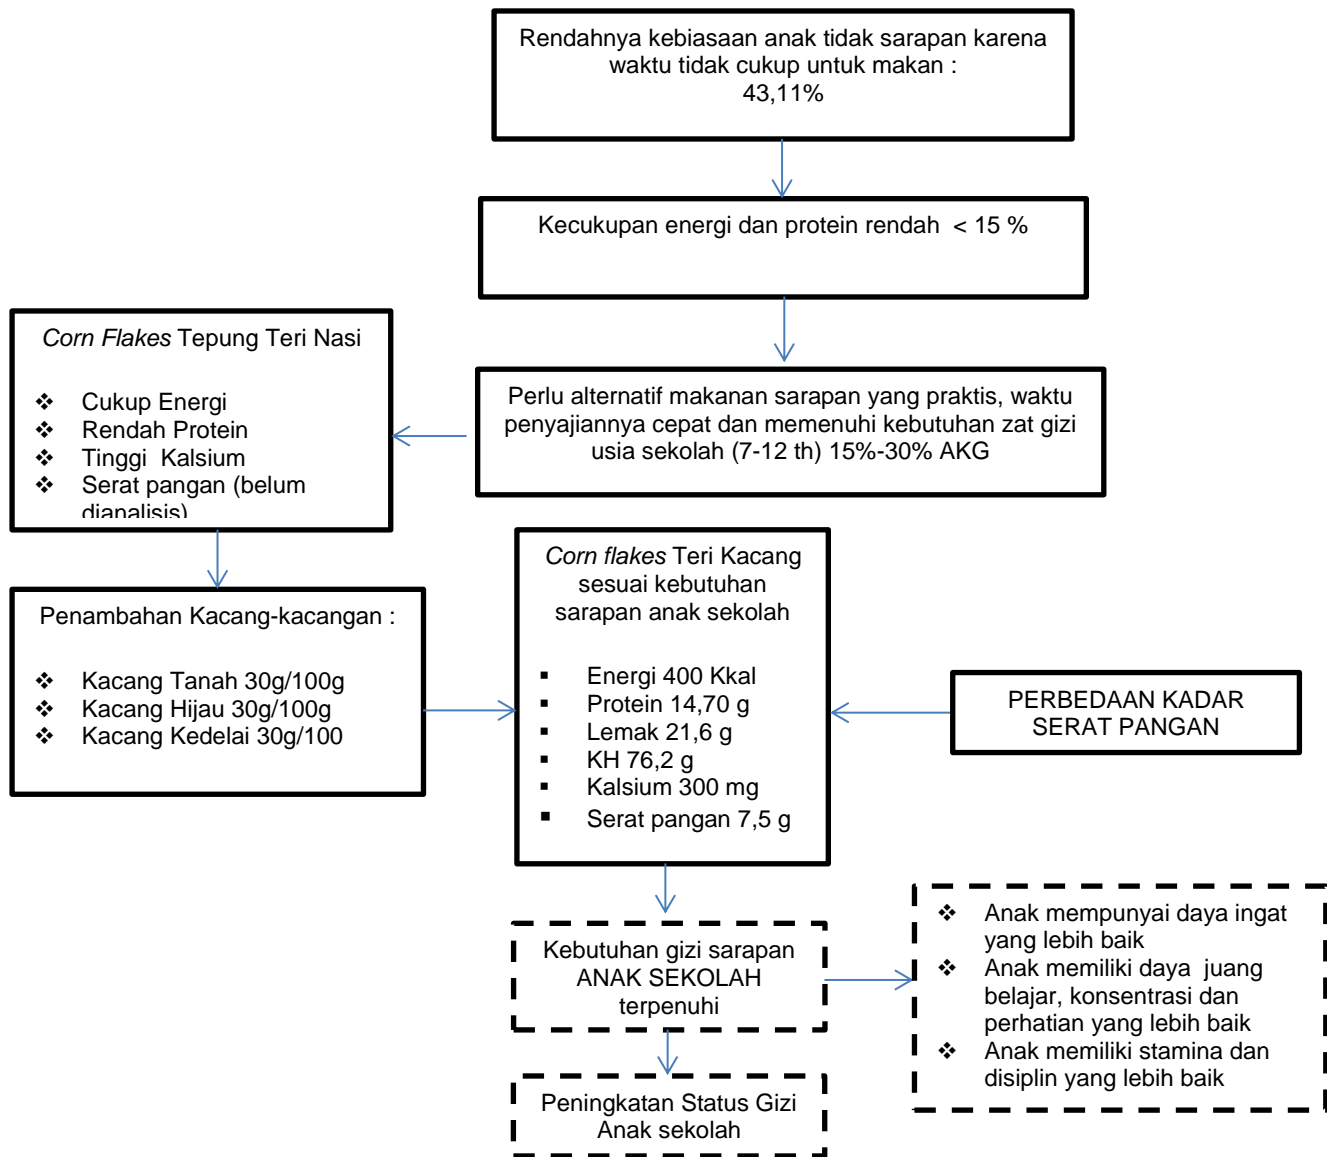 Rendahnya kebiasaan anak tidak sarapan karena
waktu tidak cukup untuk makan :
43,11%
Kecukupan energi dan protein rendah < 15 %
Perlu alternatif makanan sarapan yang praktis, waktu
penyajiannya cepat dan memenuhi kebutuhan zat gizi
usia sekolah (7-12 th) 15%-30% AKG
Corn Flakes Tepung Teri Nasi
❖ Cukup Energi
❖ Rendah Protein
❖ Tinggi Kalsium
❖ Serat pangan (belum
dianalisis)
Penambahan Kacang-kacangan :
❖ Kacang Tanah 30g/100g
❖ Kacang Hijau 30g/100g
❖ Kacang Kedelai 30g/100
Corn flakes Teri Kacang
sesuai kebutuhan
sarapan anak sekolah
▪ Energi 400 Kkal
▪ Protein 14,70 g
▪ Lemak 21,6 g
▪ KH 76,2 g
▪ Kalsium 300 mg
▪ Serat pangan 7,5 g
PERBEDAAN KADAR
SERAT PANGAN
Kebutuhan gizi sarapan
ANAK SEKOLAH
terpenuhi
❖ Anak mempunyai daya ingat
yang lebih baik
❖ Anak memiliki daya juang
belajar, konsentrasi dan
perhatian yang lebih baik
❖ Anak memiliki stamina dan
disiplin yang lebih baik
Peningkatan Status Gizi
Anak sekolah